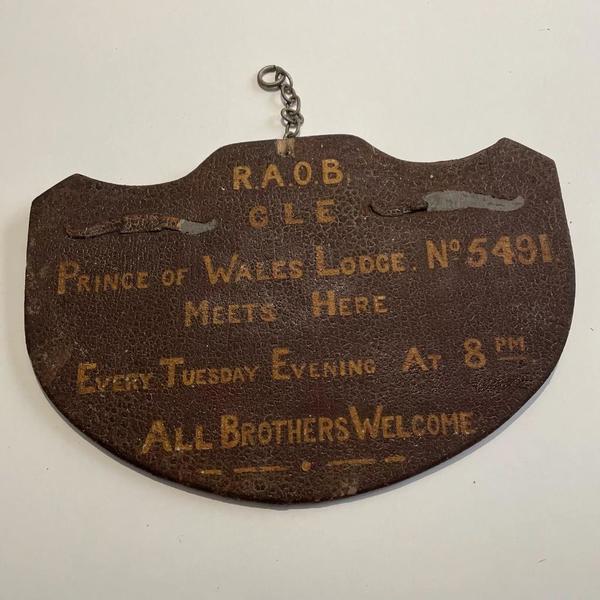 R.A.O.B.
G L E
PRINCE OF WALES LODGE. Nº 5491
MEETS HERE
EVERY TUESDAY EVENING AT 8 PM.
ALL BROTHERS WELCOME